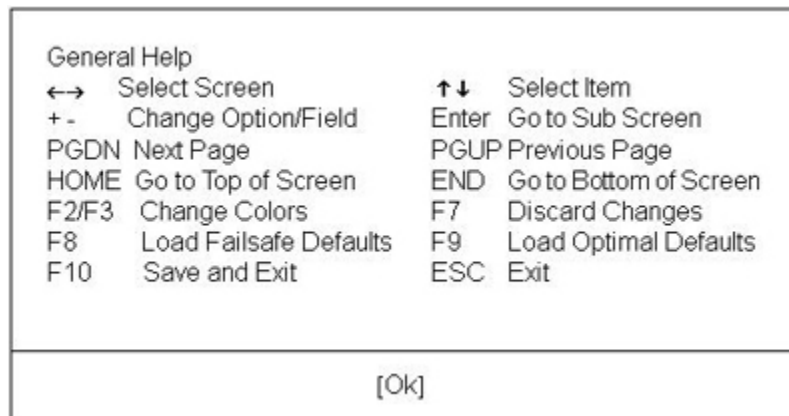 General Help
←→ Select Screen ↑↓ Select Item
+ - Change Option/Field Enter Go to Sub Screen
PGDN Next Page PGUP Previous Page
HOME Go to Top of Screen END Go to Bottom of Screen
F2/F3 Change Colors F7 Discard Changes
F8 Load Failsafe Defaults F9 Load Optimal Defaults
F10 Save and Exit ESC Exit
[Ok]